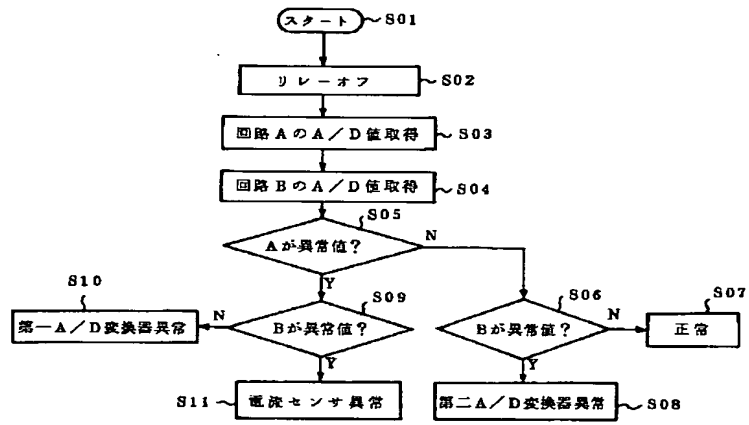 スタート S01
リレーオフ S02
回路AのA/D値取得 S03
回路BのA/D値取得 S04
S05
Aが異常値?
N
Y
S10
第一A/D変換器異常
N
S09
Bが異常値?
Y
S11
電流センサ異常
S06
Bが異常値?
N
Y
S07
正常
第二A/D変換器異常 S08